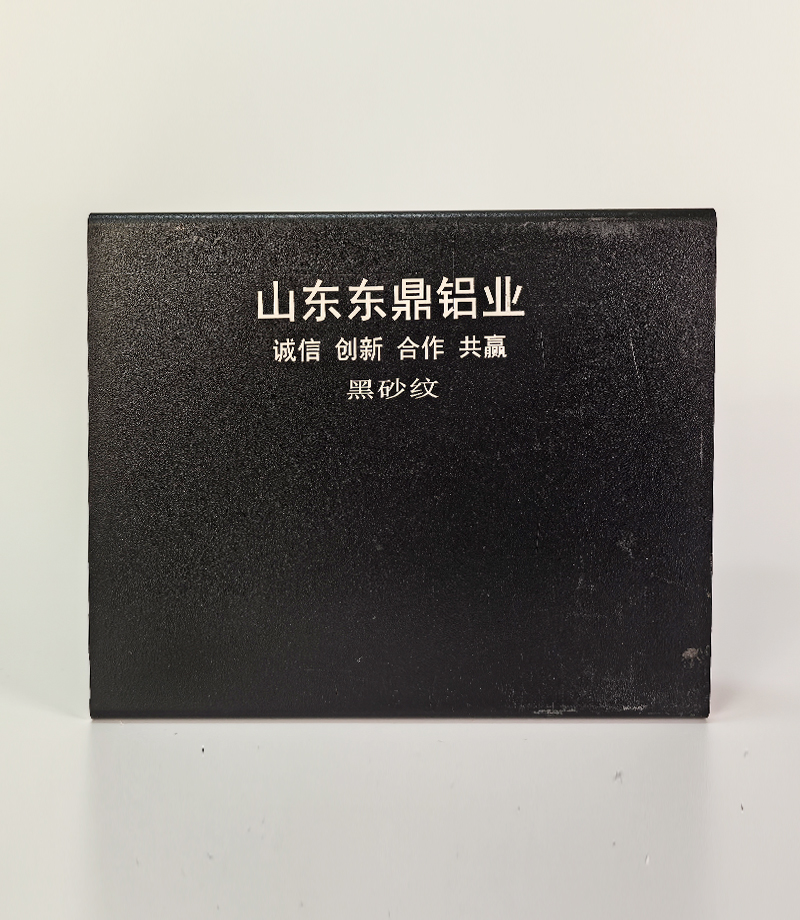 山东东鼎铝业
诚信 创新 合作 共赢
黑砂纹